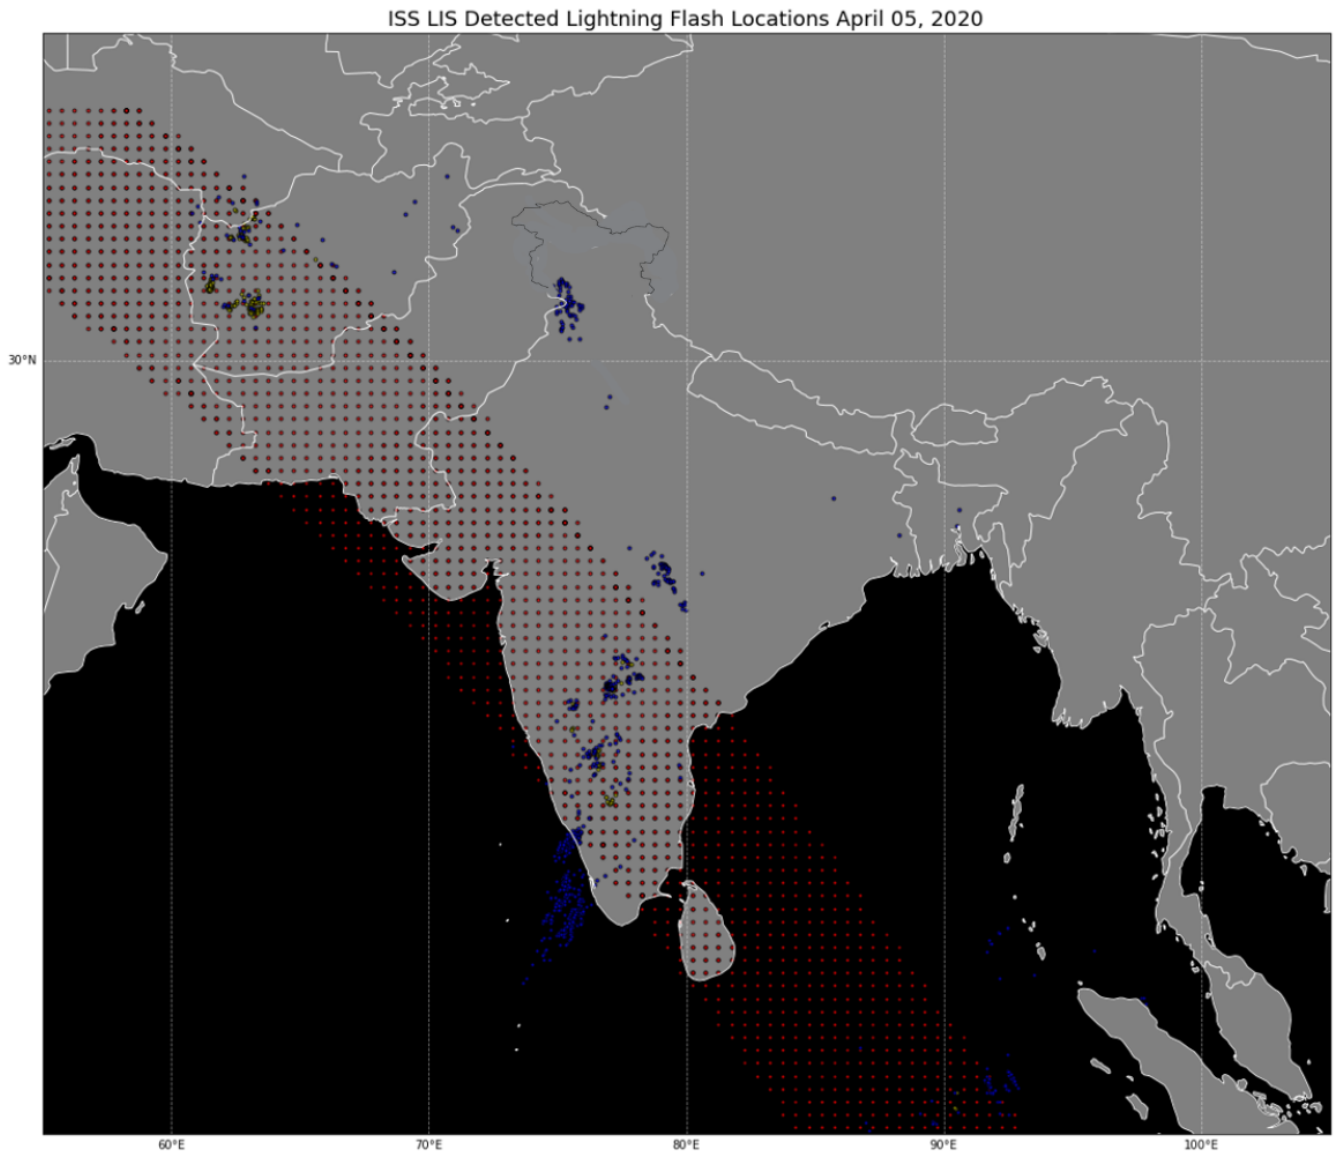 ISS LIS Detected Lightning Flash Locations April 05, 2020
30°N
60°E
70°E
80°E
90°E
100°E